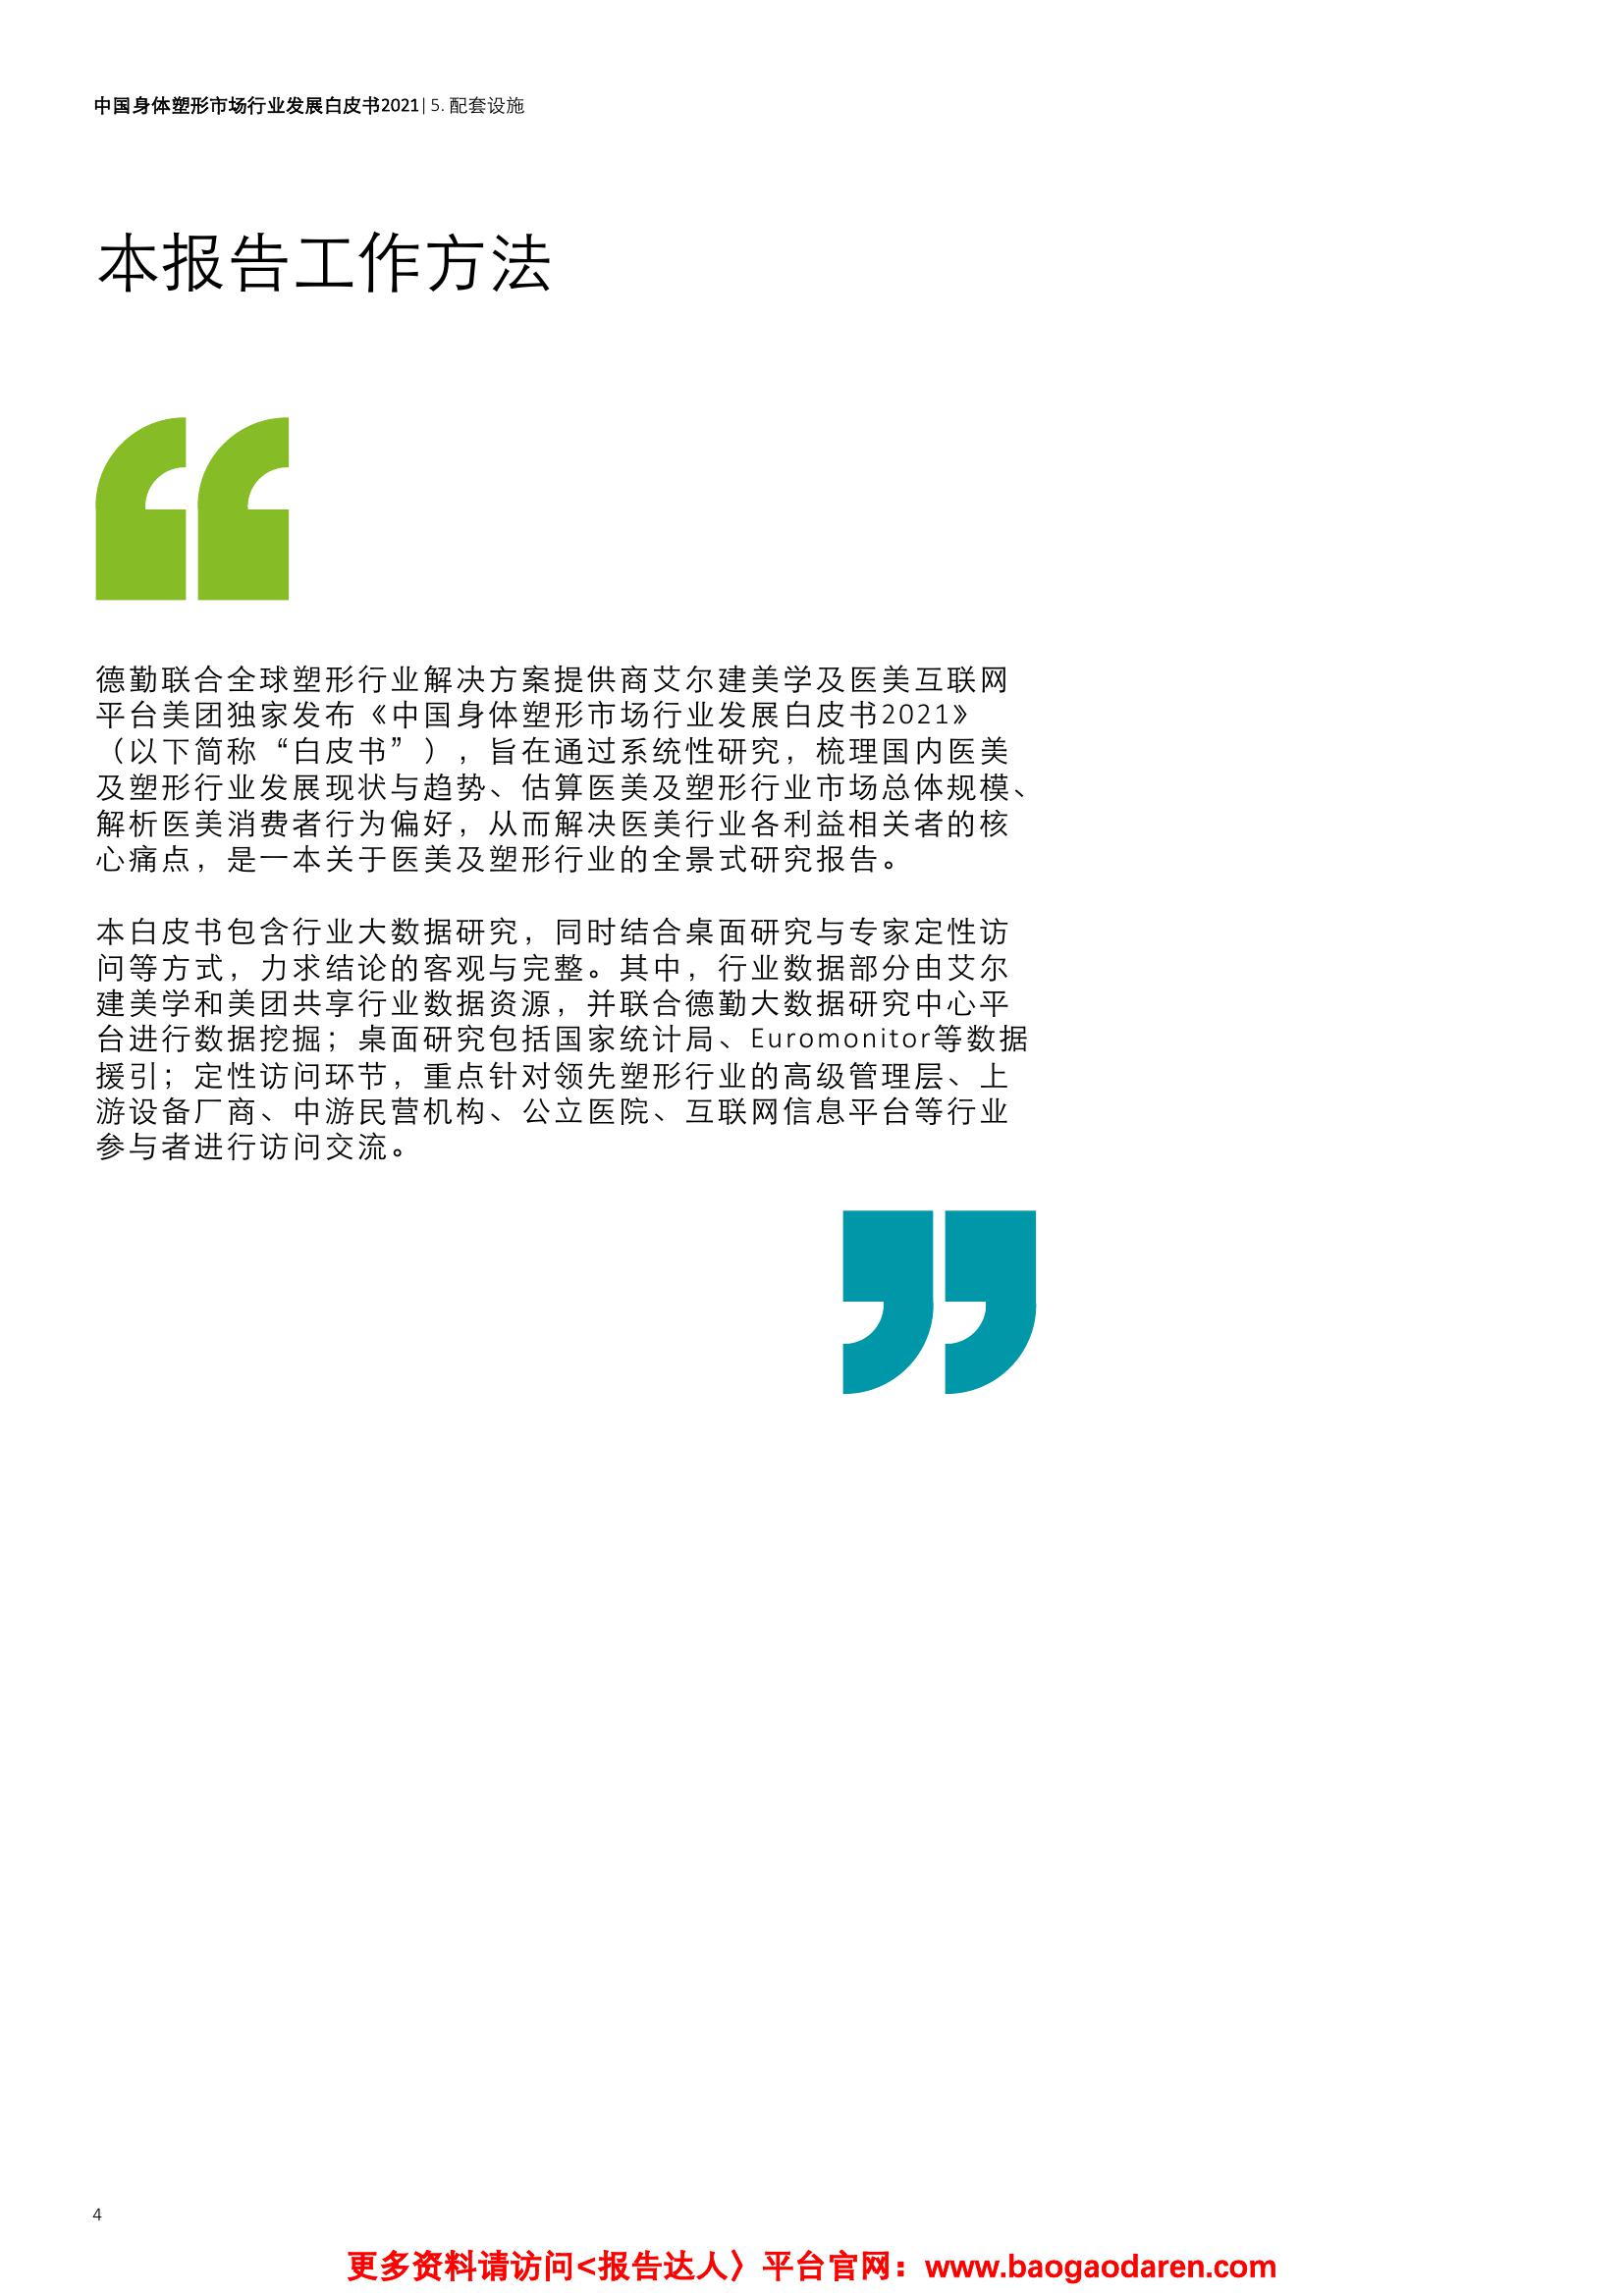 中国身体塑形市场行业发展白皮书2021| 5. 配套设施
本报告工作方法
德勤联合全球塑形行业解决方案提供商艾尔建美学及医美互联网
平台美团独家发布《中国身体塑形市场行业发展白皮书2021》
（以下简称“白皮书”），旨在通过系统性研究，梳理国内医美
及塑形行业发展现状与趋势、估算医美及塑形行业市场总体规模、
解析医美消费者行为偏好，从而解决医美行业各利益相关者的核
心痛点，是一本关于医美及塑形行业的全景式研究报告。
本白皮书包含行业大数据研究，同时结合桌面研究与专家定性访
问等方式，力求结论的客观与完整。其中，行业数据部分由艾尔
建美学和美团共享行业数据资源，并联合德勤大数据研究中心平
台进行数据挖掘；桌面研究包括国家统计局、Euromonitor等数据
援引；定性访问环节，重点针对领先塑形行业的高级管理层、上
游设备厂商、中游民营机构、公立医院、互联网信息平台等行业
参与者进行访问交流。
4
更多资料请访问<报告达人〉平台官网：www.baogaodaren.com